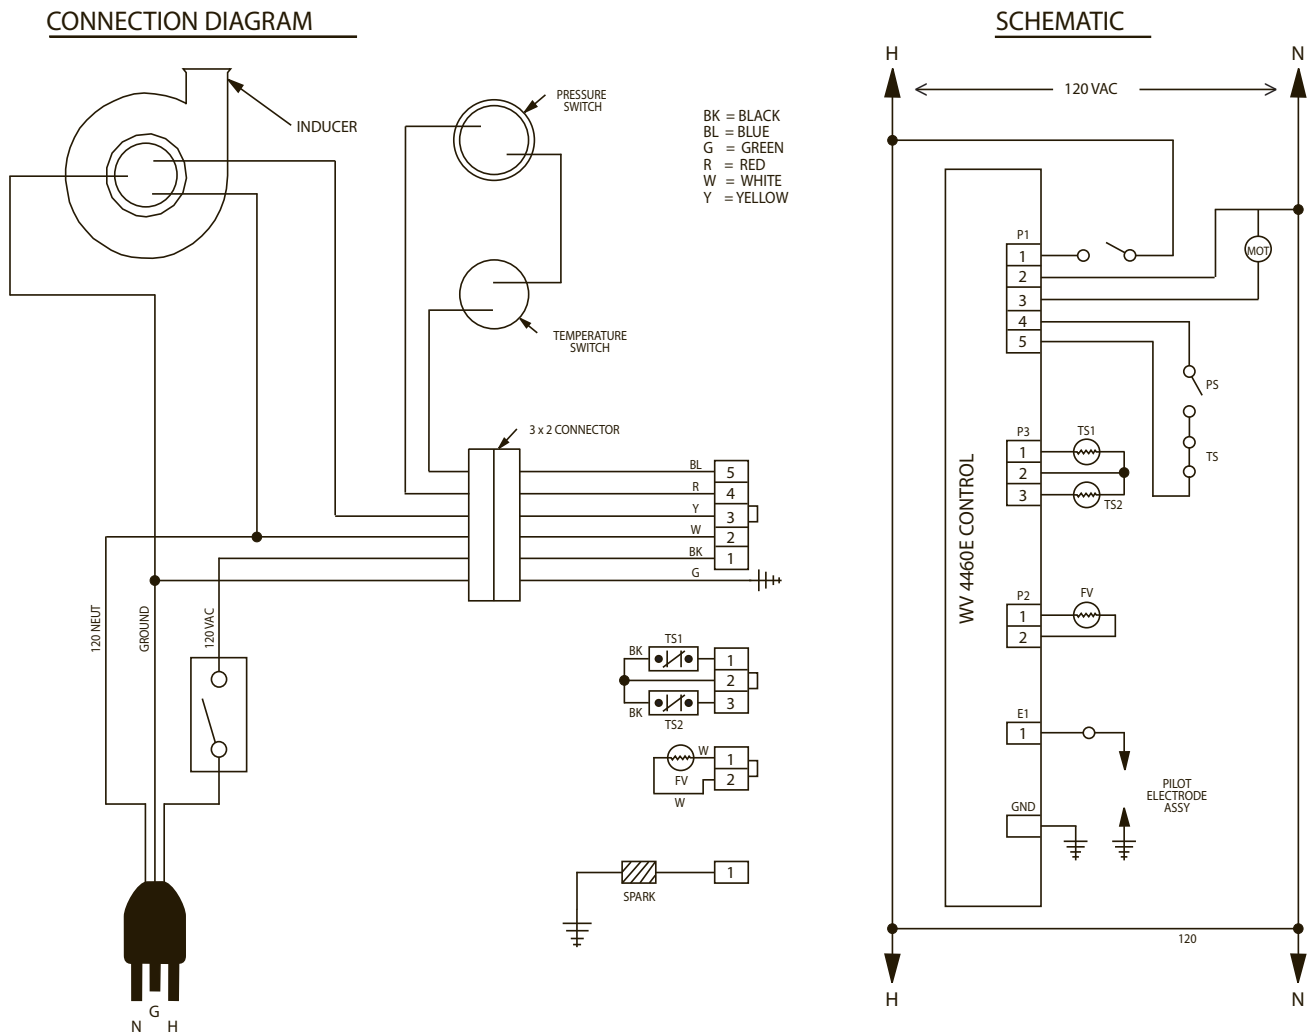 CONNECTION DIAGRAM
INDUCER
PRESSURE
SWITCH
BK = BLACK
BL = BLUE
G = GREEN
R = RED
W = WHITE
Y = YELLOW
TEMPERATURE
SWITCH
3 x 2 CONNECTOR
BL 5
R 4
Y 3
W 2
BK 1
G
120 NEUT
GROUND
120 VAC
TS1
BK 1
2
BK 3
TS2
W 1
FV 2
W
1
SPARK
N G H
SCHEMATIC
H N
120 VAC
P1
1
2
3
4
5
MOT
PS
TS
P3
1
2
3
TS1
TS2
WV 4460E CONTROL
P2
1
2
FV
E1
1
PILOT
ELECTRODE
ASSY
GND
120
H N